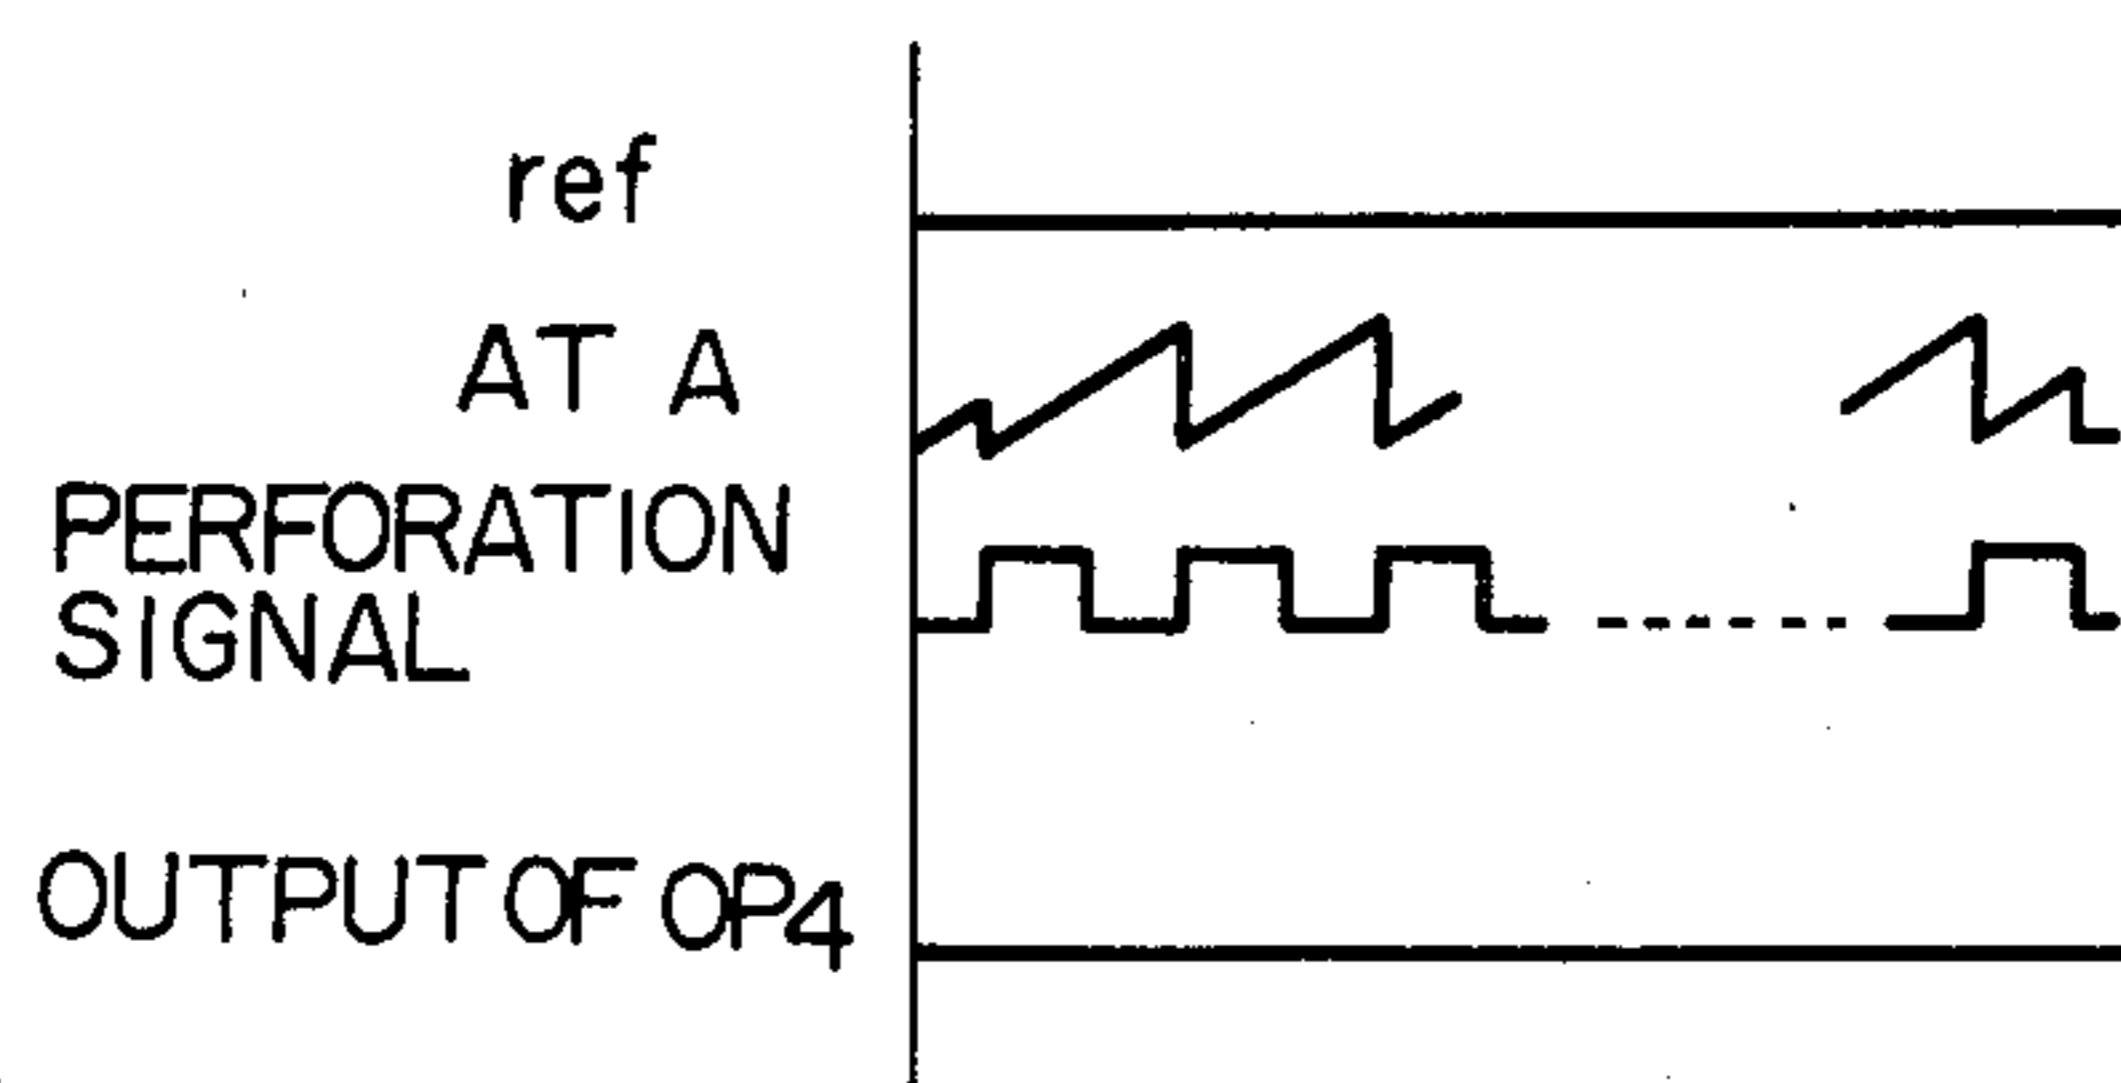 ref
AT A
PERFORATION
SIGNAL
OUTPUT OF OP4